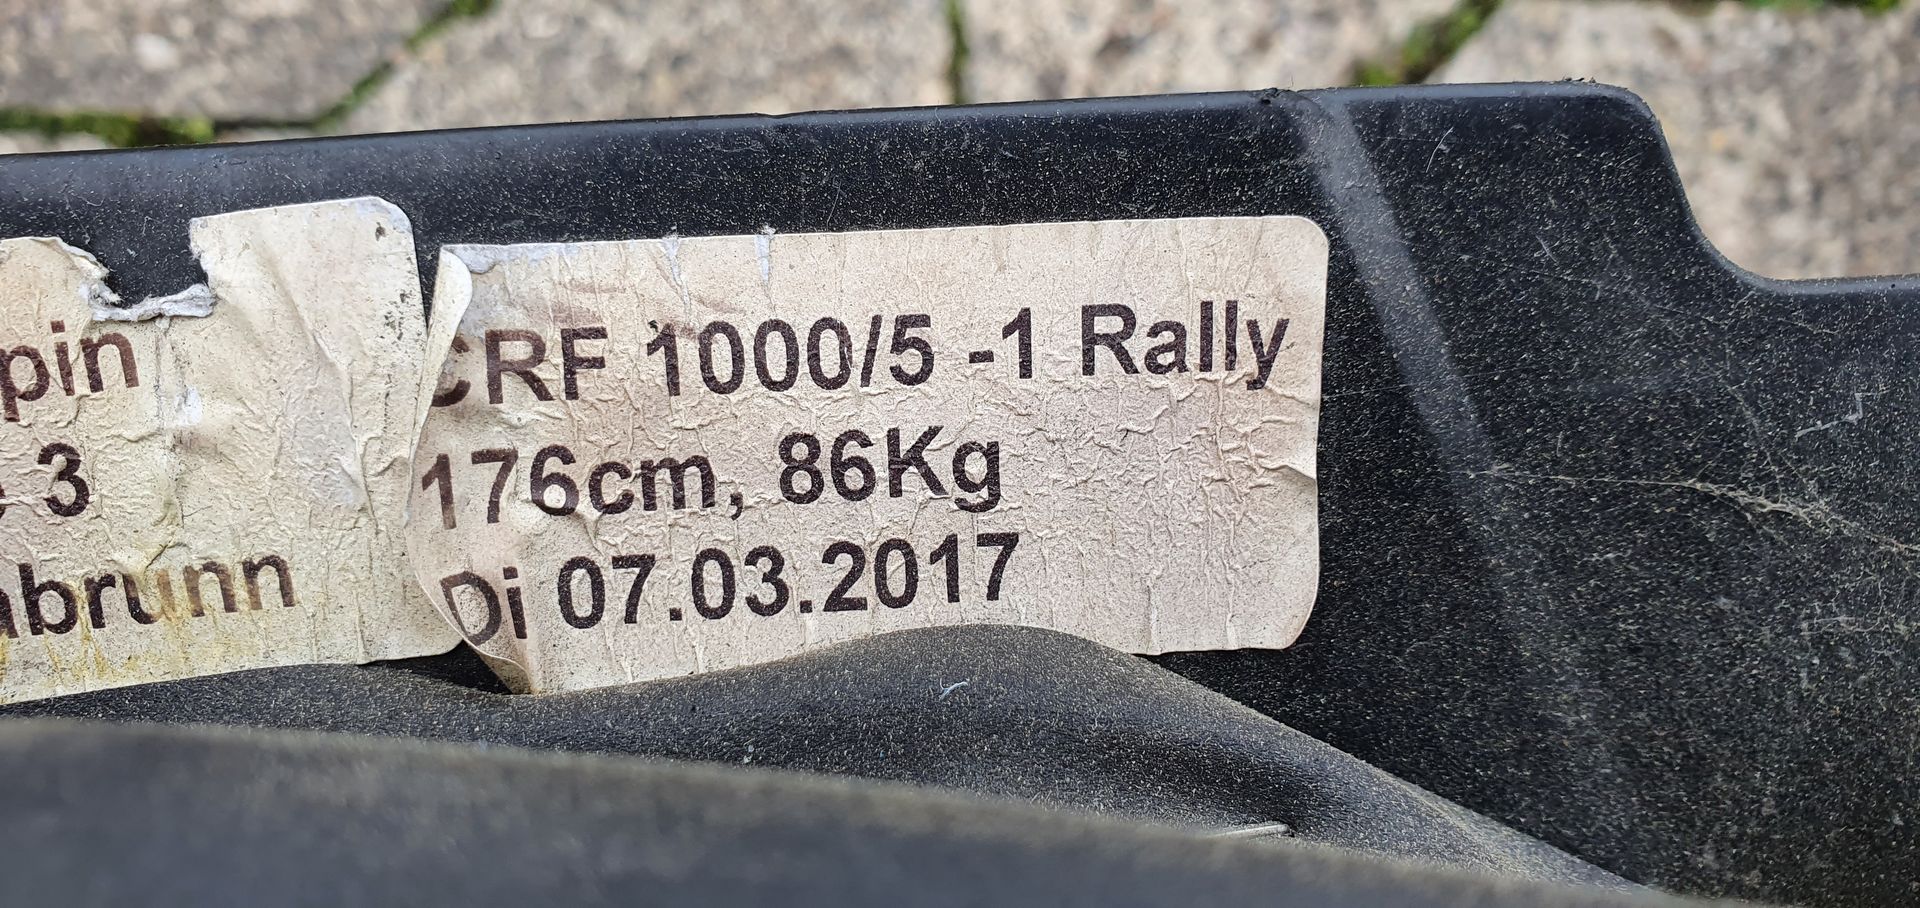 pin
3
abrunn
CRF 1000/5 -1 Rally
176cm, 86Kg
Di 07.03.2017